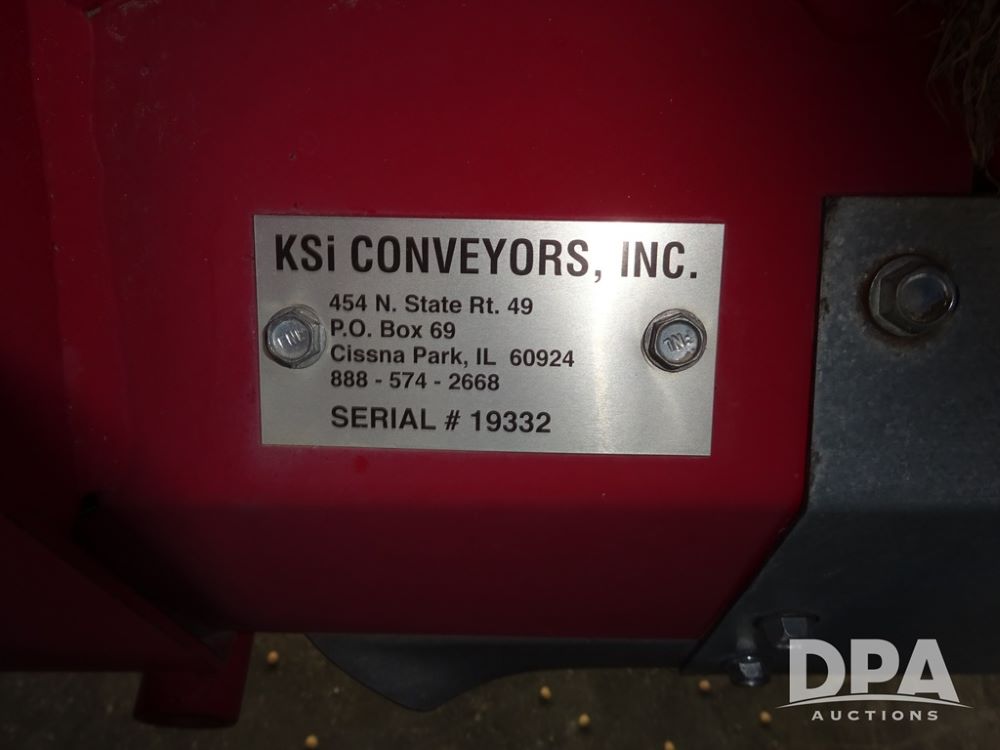 KSi CONVEYORS, INC.
454 N. State Rt. 49
P.O. Box 69
Cissna Park, IL 60924
888 - 574 - 2668
SERIAL # 19332
DPA
AUCTIONS